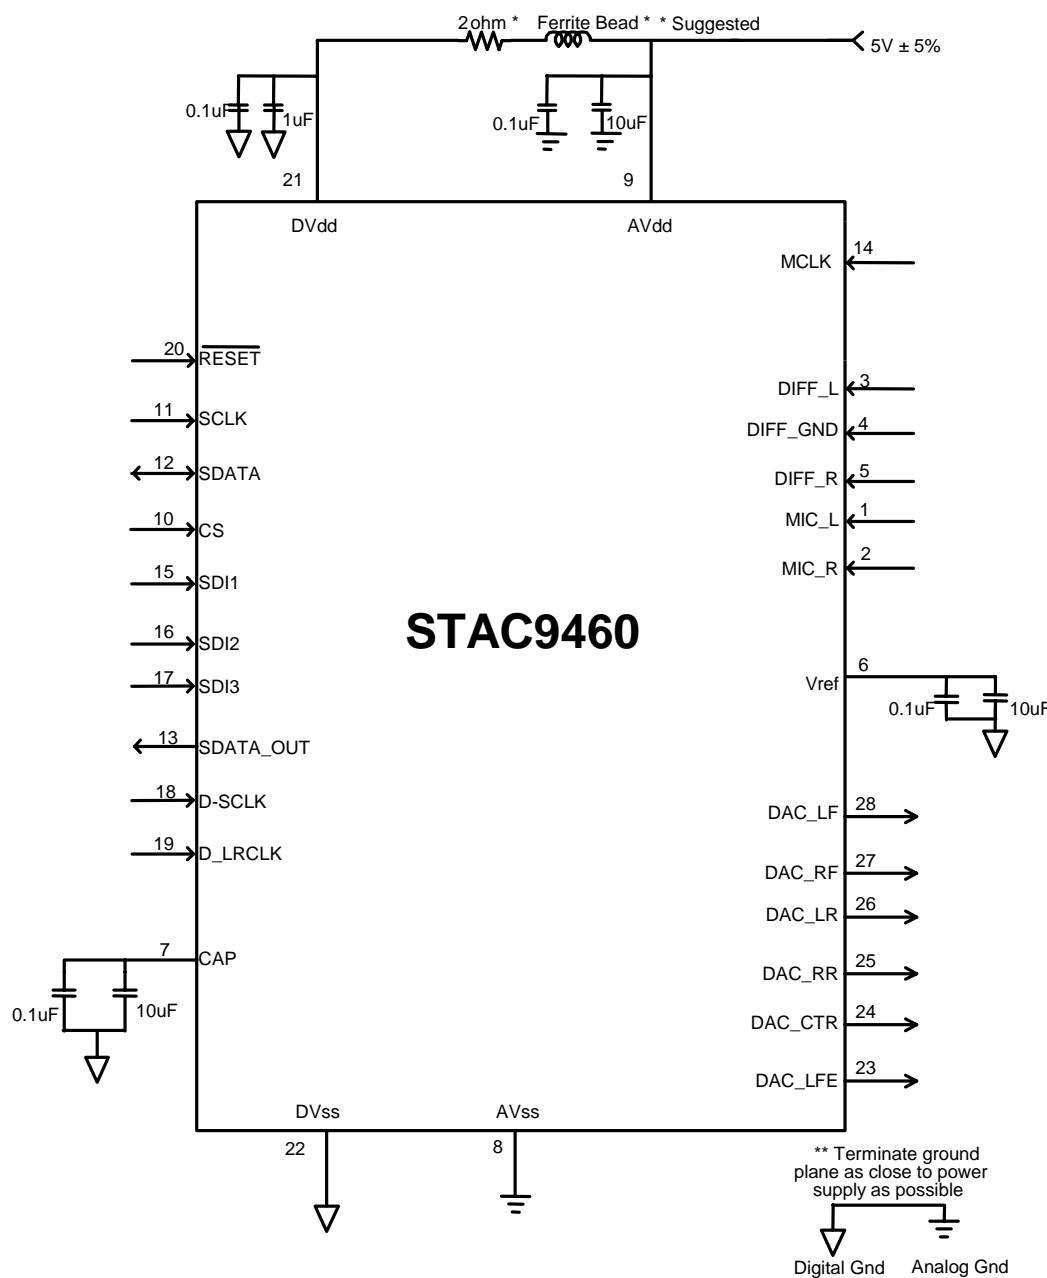 2 ohm * Ferrite Bead * * Suggested
5V ± 5%
0.1uF 1uF 0.1uF 10uF
21 9
DVdd AVdd
14 MCLK
20 RESET
3 DIFF_L
11 SCLK
4 DIFF_GND
12 SDATA
5 DIFF_R
10 CS
1 MIC_L
15 SDI1
2 MIC_R
STAC9460
16 SDI2
17 SDI3
6 Vref
0.1uF 10uF
13 SDATA_OUT
18 D-SCLK
28 DAC_LF
19 D_LRCLK
27 DAC_RF
26 DAC_LR
7 CAP
25 DAC_RR
0.1uF 10uF
24 DAC_CTR
23 DAC_LFE
DVss AVss
22 8
** Terminate ground
plane as close to power
supply as possible
Digital Gnd Analog Gnd